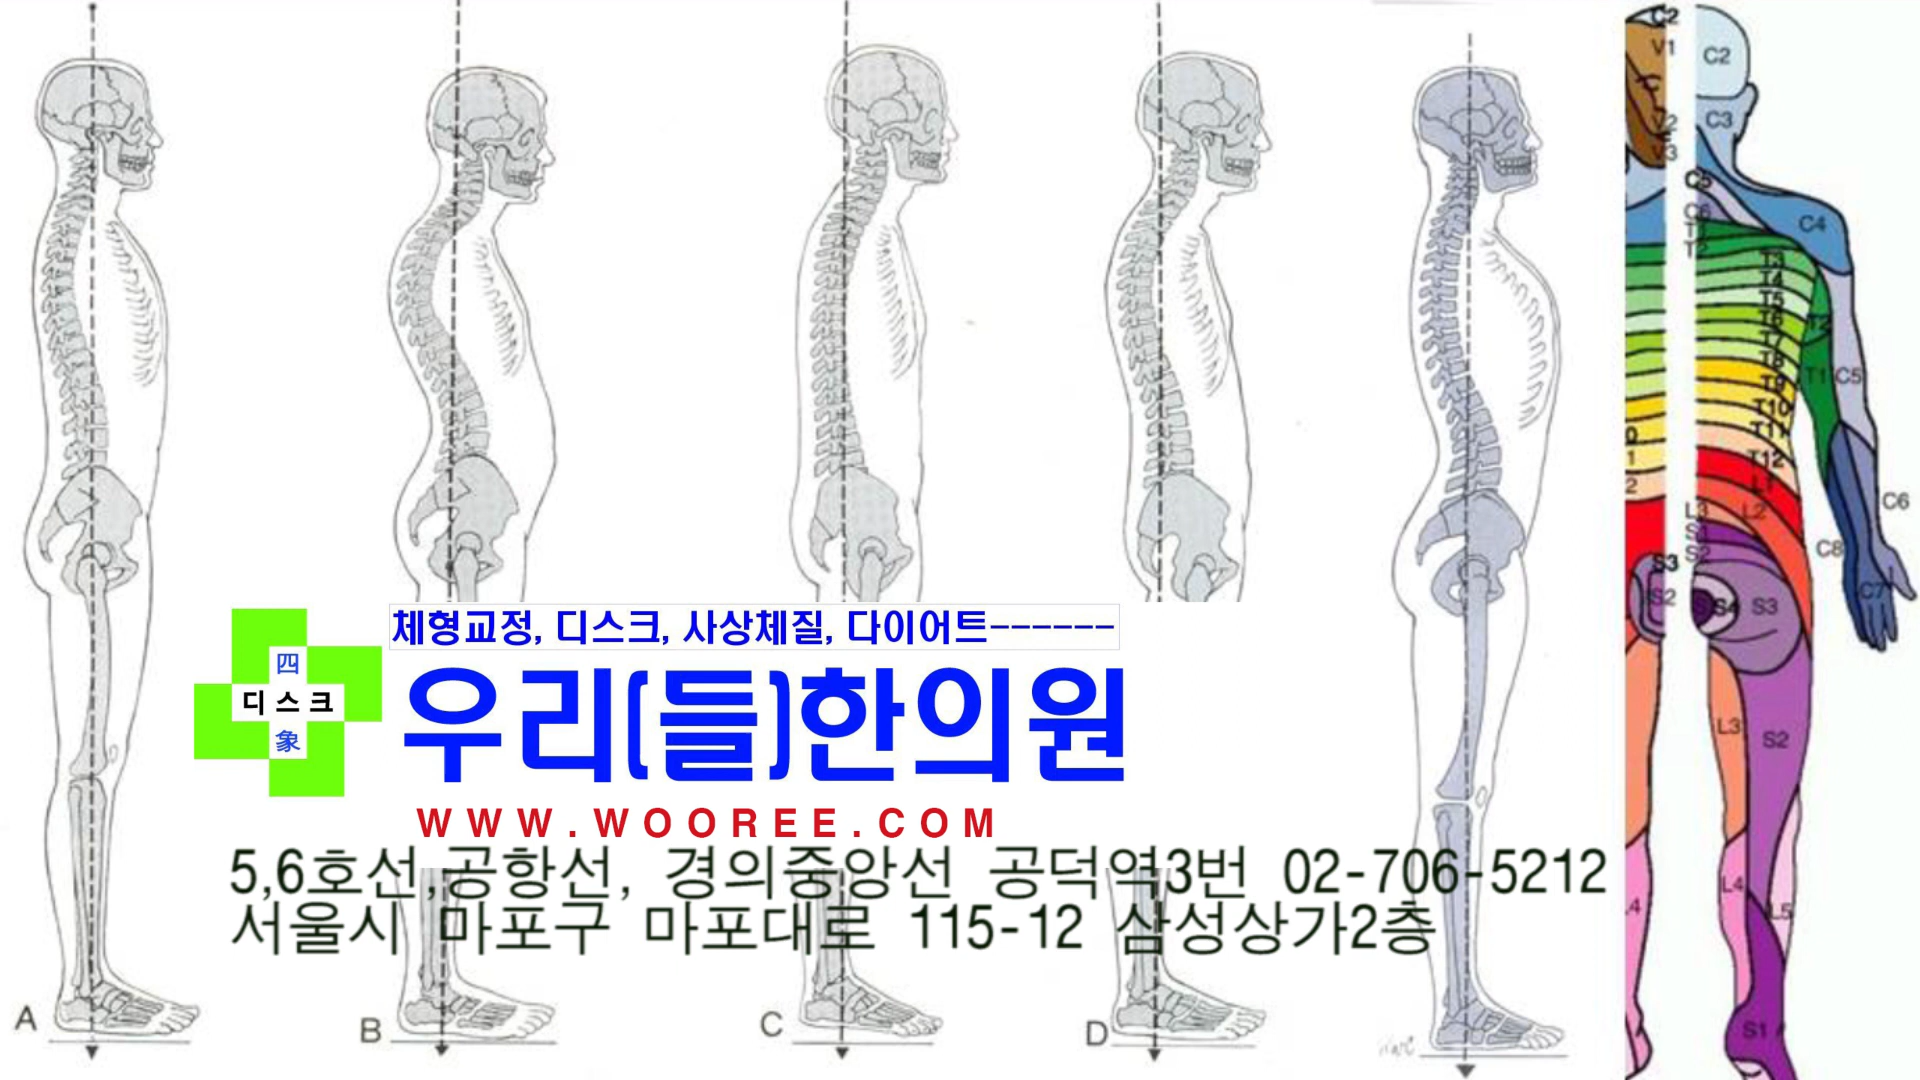 체형교정, 디스크, 사상체질, 다이어트------
四
디스크
象
우리(들)한의원
WWW.WOOREE.COM
5,6호선,공항선, 경의중앙선 공덕역3번 02-706-5212
서울시 마포구 마포대로 115-12 삼성상가2층
A
B
C
D
C2
V1
C2
C
V2
C3
V3
C5
C6
C4
T2
T3
T4
T5
T6
T2
T7
T8
T1 C5
T9
T10
T11
T12
L1
C6
L3
L2
S1
S2
C8
S3
S2
S4
S3
C7
L3
S2
L4
L5
S1